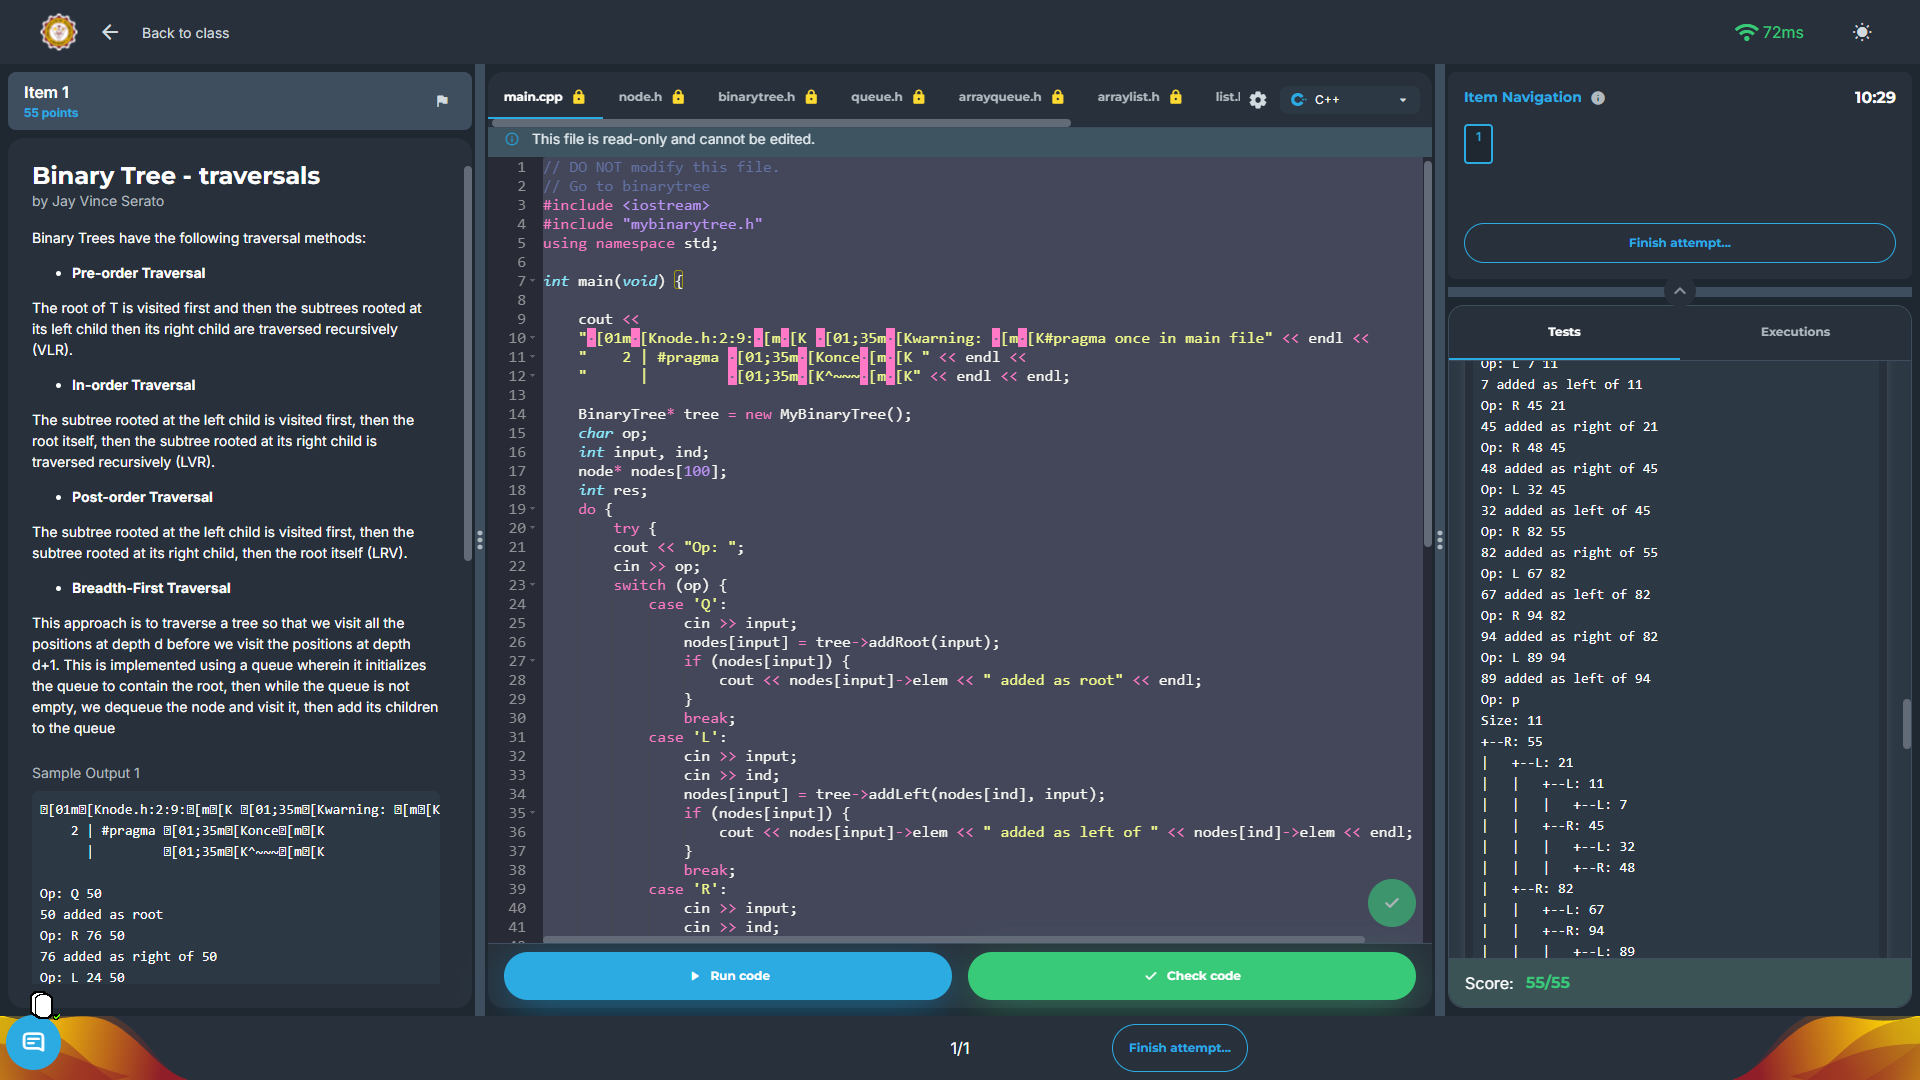 Back to class
72ms
Item 1
55 points
Binary Tree - traversals
by Jay Vince Serato
Binary Trees have the following traversal methods:
• Pre-order Traversal
The root of T is visited first and then the subtrees rooted at
its left child then its right child are traversed recursively
(VLR).
• In-order Traversal
The subtree rooted at the left child is visited first, then the
root itself, then the subtree rooted at its right child is
traversed recursively (LVR).
• Post-order Traversal
The subtree rooted at the left child is visited first, then the
subtree rooted at its right child, then the root itself (LRV).
• Breadth-First Traversal
This approach is to traverse a tree so that we visit all the
positions at depth d before we visit the positions at depth
d+1. This is implemented using a queue wherein it initializes
the queue to contain the root, then while the queue is not
empty, we dequeue the node and visit it, then add its children
to the queue
Sample Output 1
[01m[Knode.h:2:9:[m[K [01;35m[Kwarning: [m[K
2 | #pragma [01;35m[Konce[m[K
| [01;35m[K^~~~[m[K
Op: Q 50
50 added as root
Op: R 76 50
76 added as right of 50
Op: L 24 50
main.cpp
node.h
binarytree.h
queue.h
arrayqueue.h
arraylist.h
list.l
C++
This file is read-only and cannot be edited.
1 // DO NOT modify this file.
2 // Go to binarytree
3 #include <iostream>
4 #include "mybinarytree.h"
5 using namespace std;
6
7 int main(void) {
8
9 cout <<
10 "[01m[Knode.h:2:9:[m[K [01;35m[Kwarning: [m[K#pragma once in main file" << endl <<
11 "    2 | #pragma [01;35m[Konce[m[K " << endl <<
12 "      |         [01;35m[K^~~~[m[K" << endl << endl;
13
14 BinaryTree* tree = new MyBinaryTree();
15 char op;
16 int input, ind;
17 node* nodes[100];
18 int res;
19 do {
20 try {
21 cout << "Op: ";
22 cin >> op;
23 switch (op) {
24 case 'Q':
25 cin >> input;
26 nodes[input] = tree->addRoot(input);
27 if (nodes[input]) {
28 cout << nodes[input]->elem << " added as root" << endl;
29 }
30 break;
31 case 'L':
32 cin >> input;
33 cin >> ind;
34 nodes[input] = tree->addLeft(nodes[ind], input);
35 if (nodes[input]) {
36 cout << nodes[input]->elem << " added as left of " << nodes[ind]->elem << endl;
37 }
38 break;
39 case 'R':
40 cin >> input;
41 cin >> ind;
Run code
Check code
Item Navigation
10:29
1
Finish attempt...
Tests
Executions
Op: L 7 11
7 added as left of 11
Op: R 45 21
45 added as right of 21
Op: R 48 45
48 added as right of 45
Op: L 32 45
32 added as left of 45
Op: R 82 55
82 added as right of 55
Op: L 67 82
67 added as left of 82
Op: R 94 82
94 added as right of 82
Op: L 89 94
89 added as left of 94
Op: p
Size: 11
+--R: 55
|   +--L: 21
|   |   +--L: 11
|   |   |   +--L: 7
|   |   +--R: 45
|   |   |   +--L: 32
|   |   |   +--R: 48
|   +--R: 82
|   |   +--L: 67
|   |   +--R: 94
|   |   |   +--L: 89
Score: 55/55
1/1
Finish attempt...